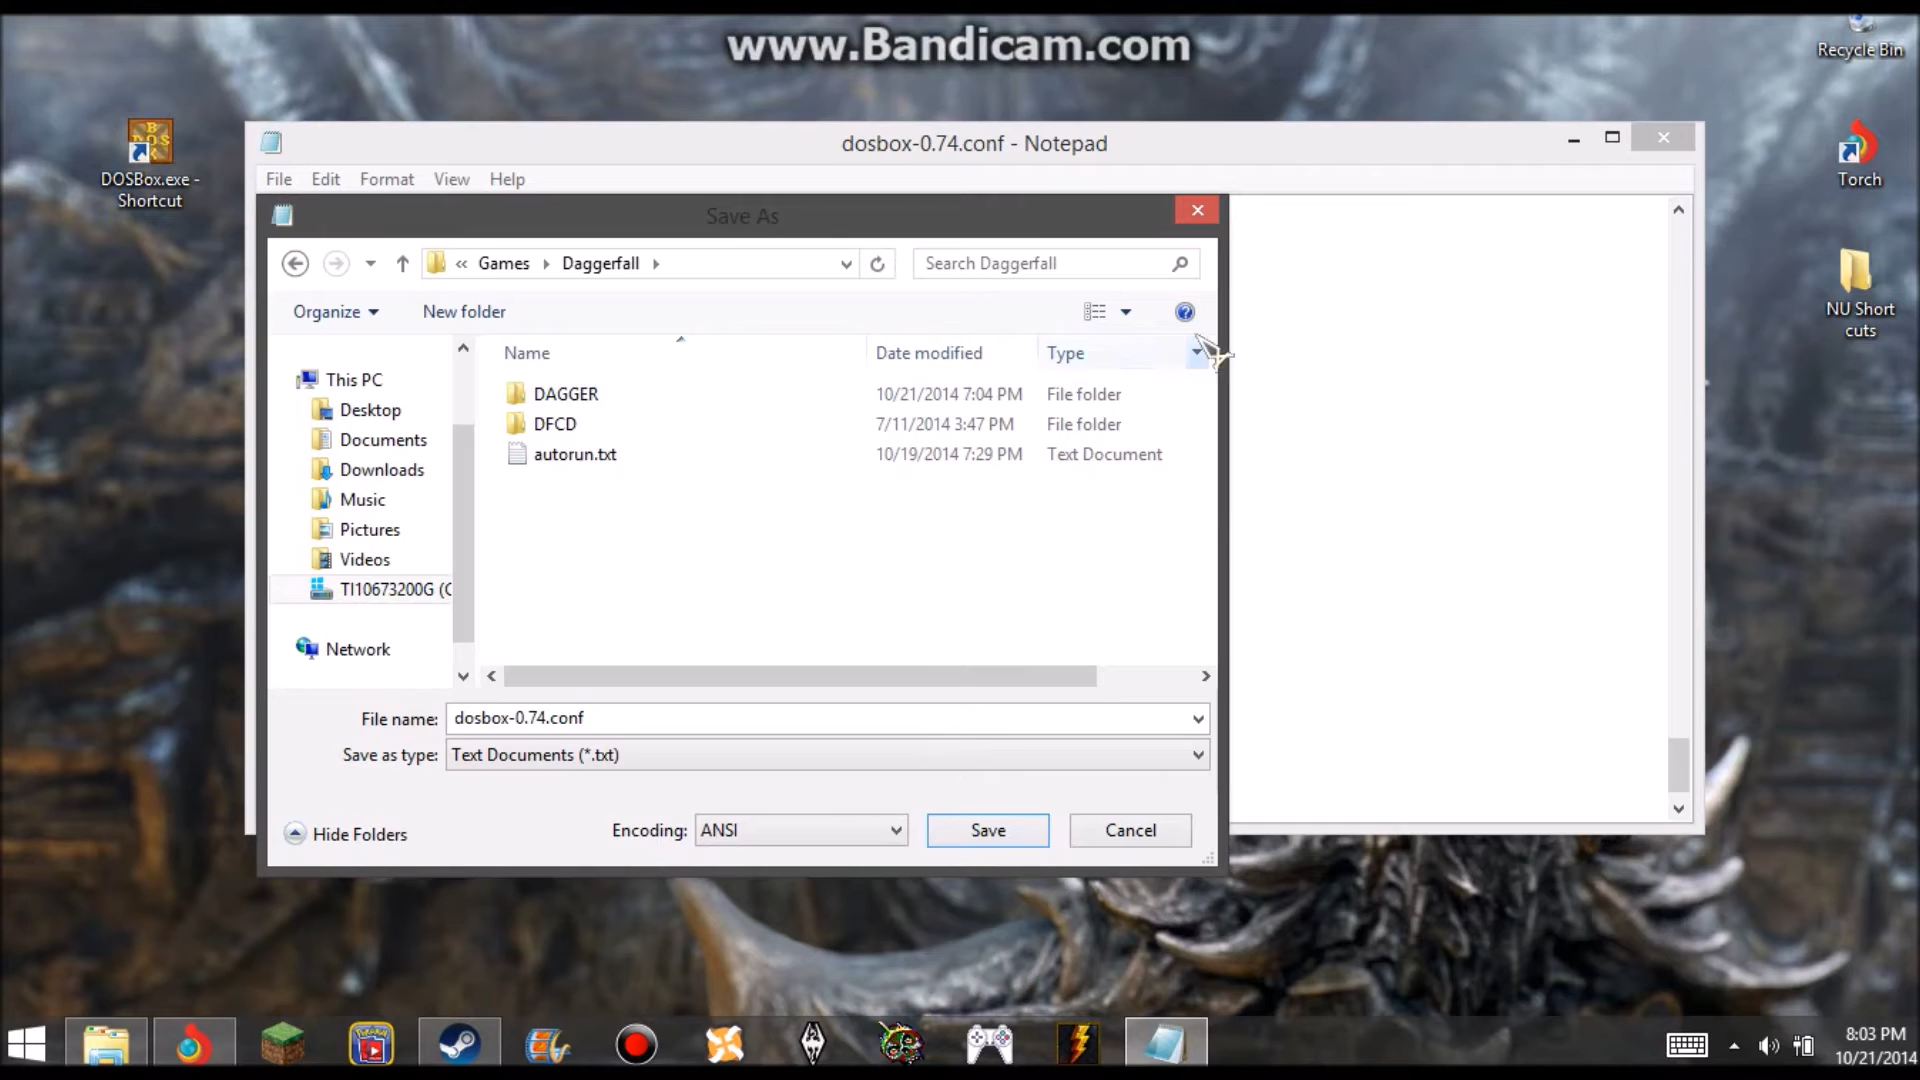 www.Bandicam.com
Recycle Bin
DOSBox.exe -
Shortcut
Torch
NU Short
cuts
dosbox-0.74.conf - Notepad
File Edit Format View Help
Save As
« Games Daggerfall
Search Daggerfall
Organize New folder
Name Date modified Type
This PC
Desktop
Documents
Downloads
Music
Pictures
Videos
TI10673200G (C
Network
DAGGER 10/21/2014 7:04 PM File folder
DFCD 7/11/2014 3:47 PM File folder
autorun.txt 10/19/2014 7:29 PM Text Document
File name: dosbox-0.74.conf
Save as type: Text Documents (*.txt)
Hide Folders
Encoding: ANSI
Save
Cancel
8:03 PM
10/21/2014